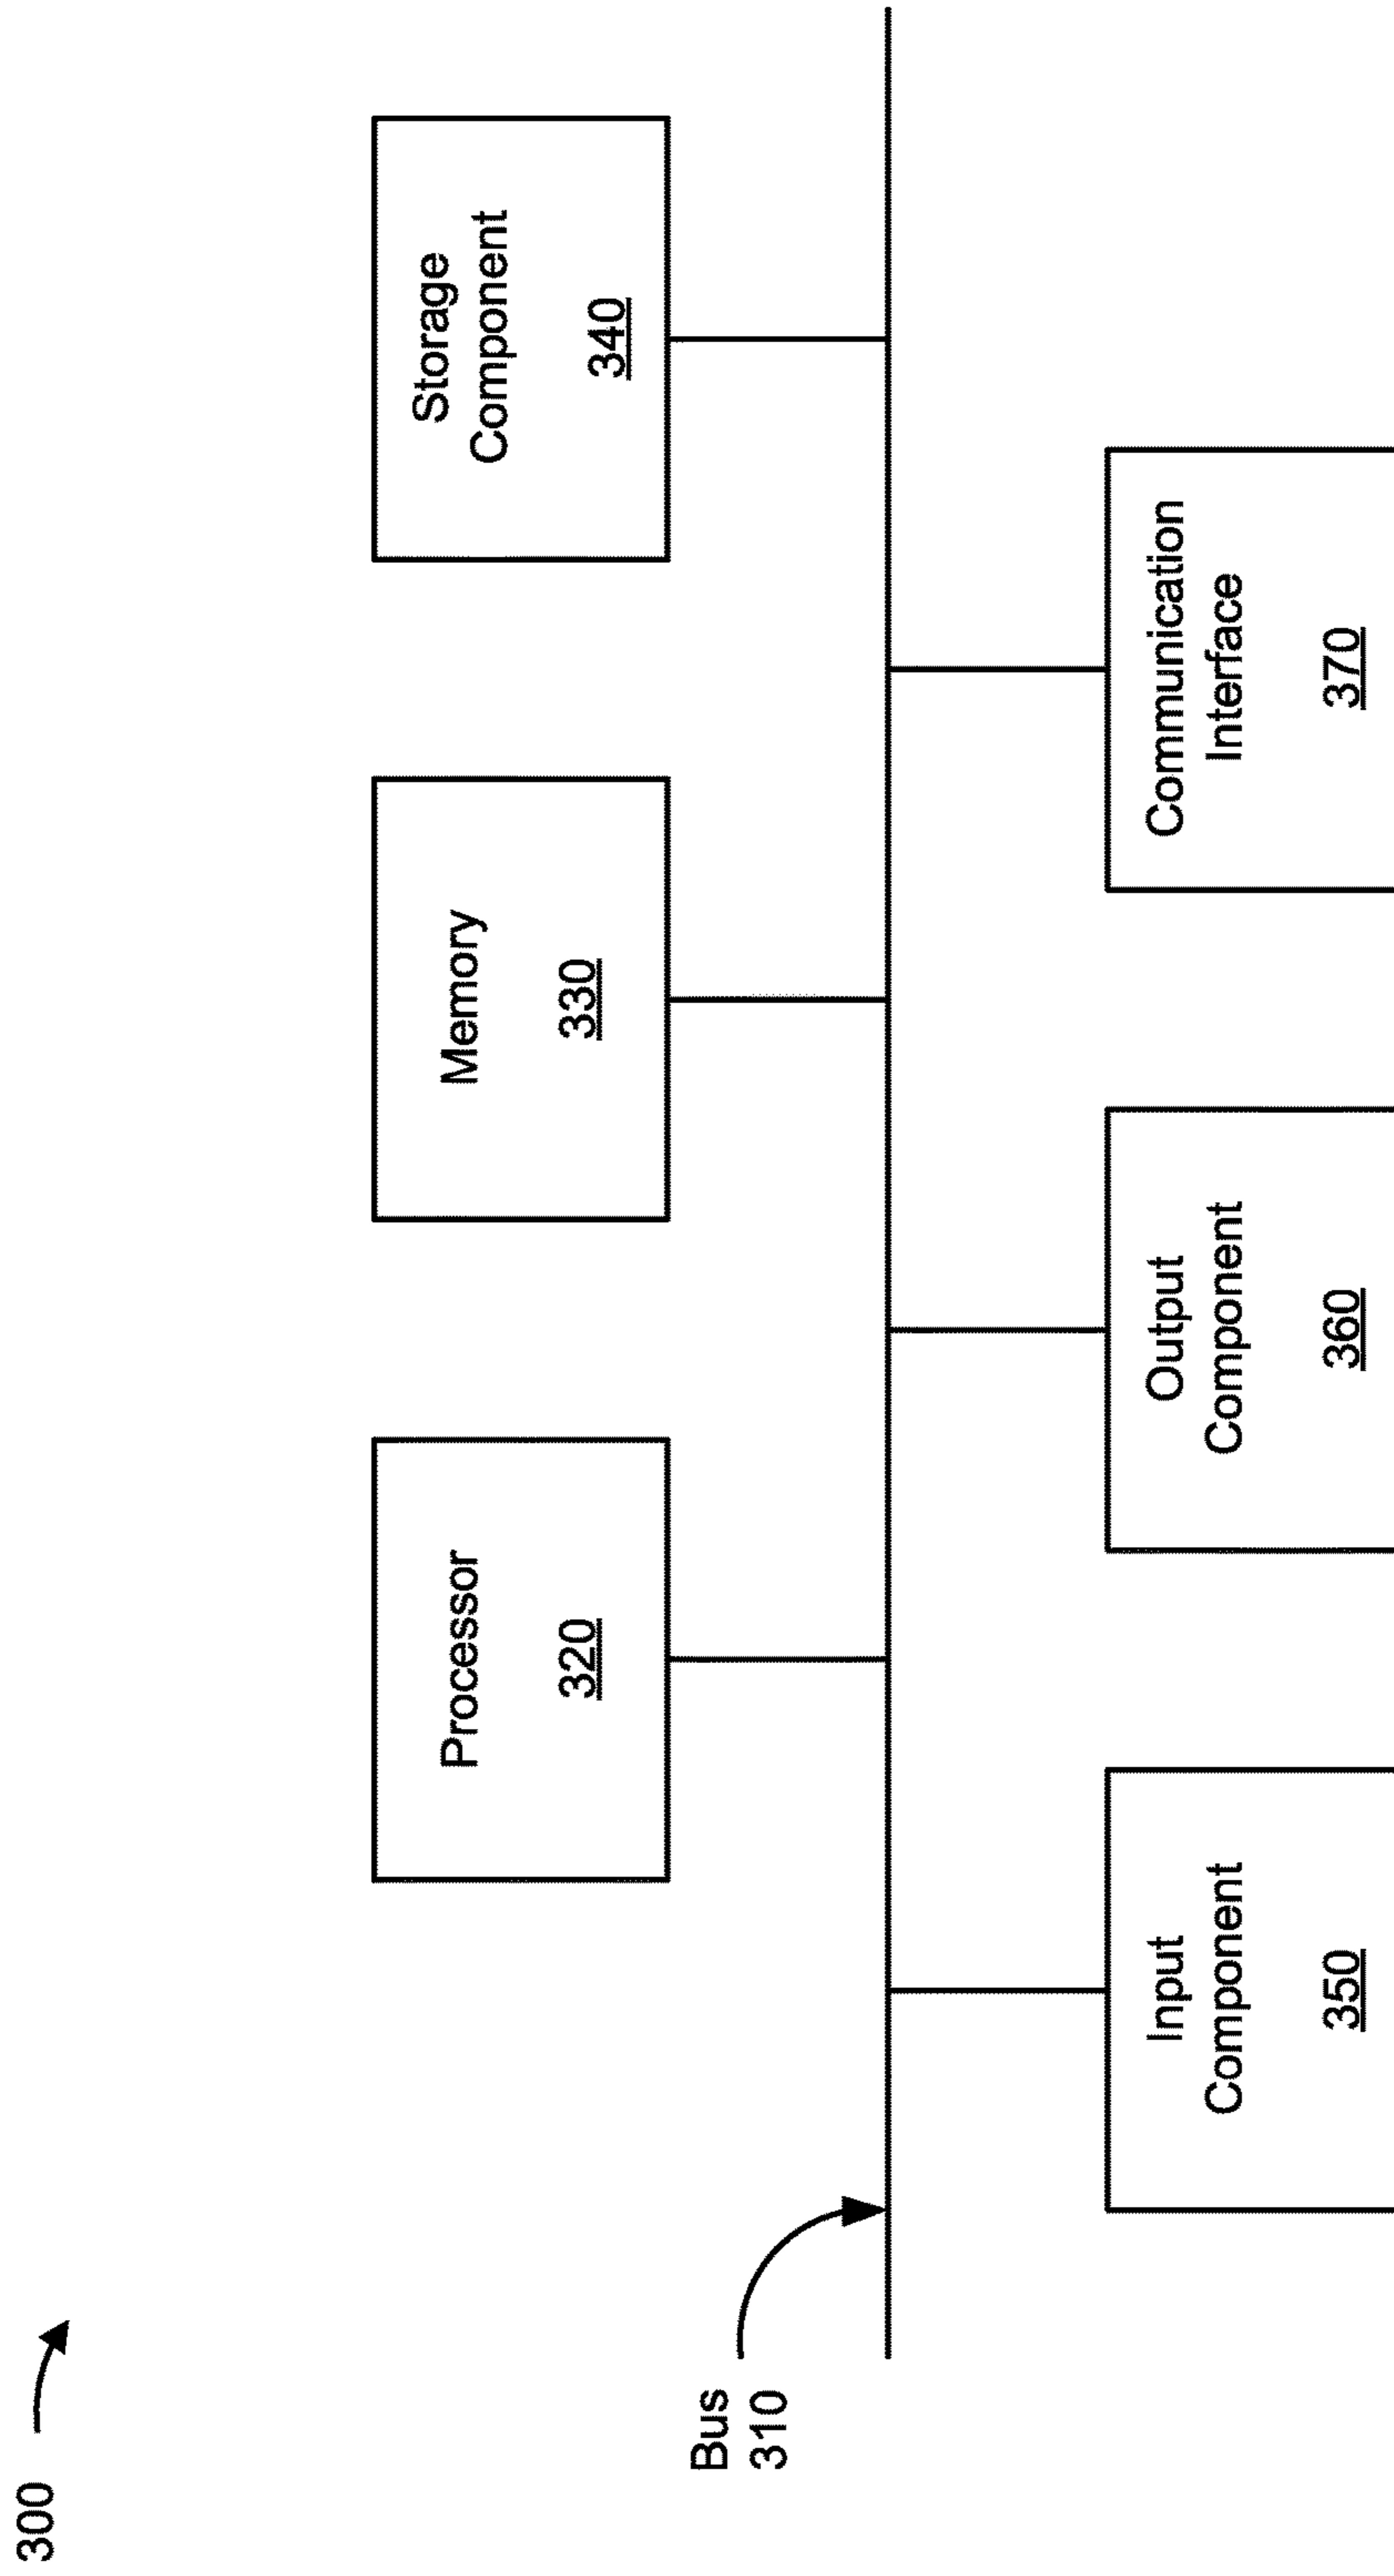 300
Processor
320
Memory
330
Storage
Component
340
Bus
310
Input
Component
350
Output
Component
360
Communication
Interface
370